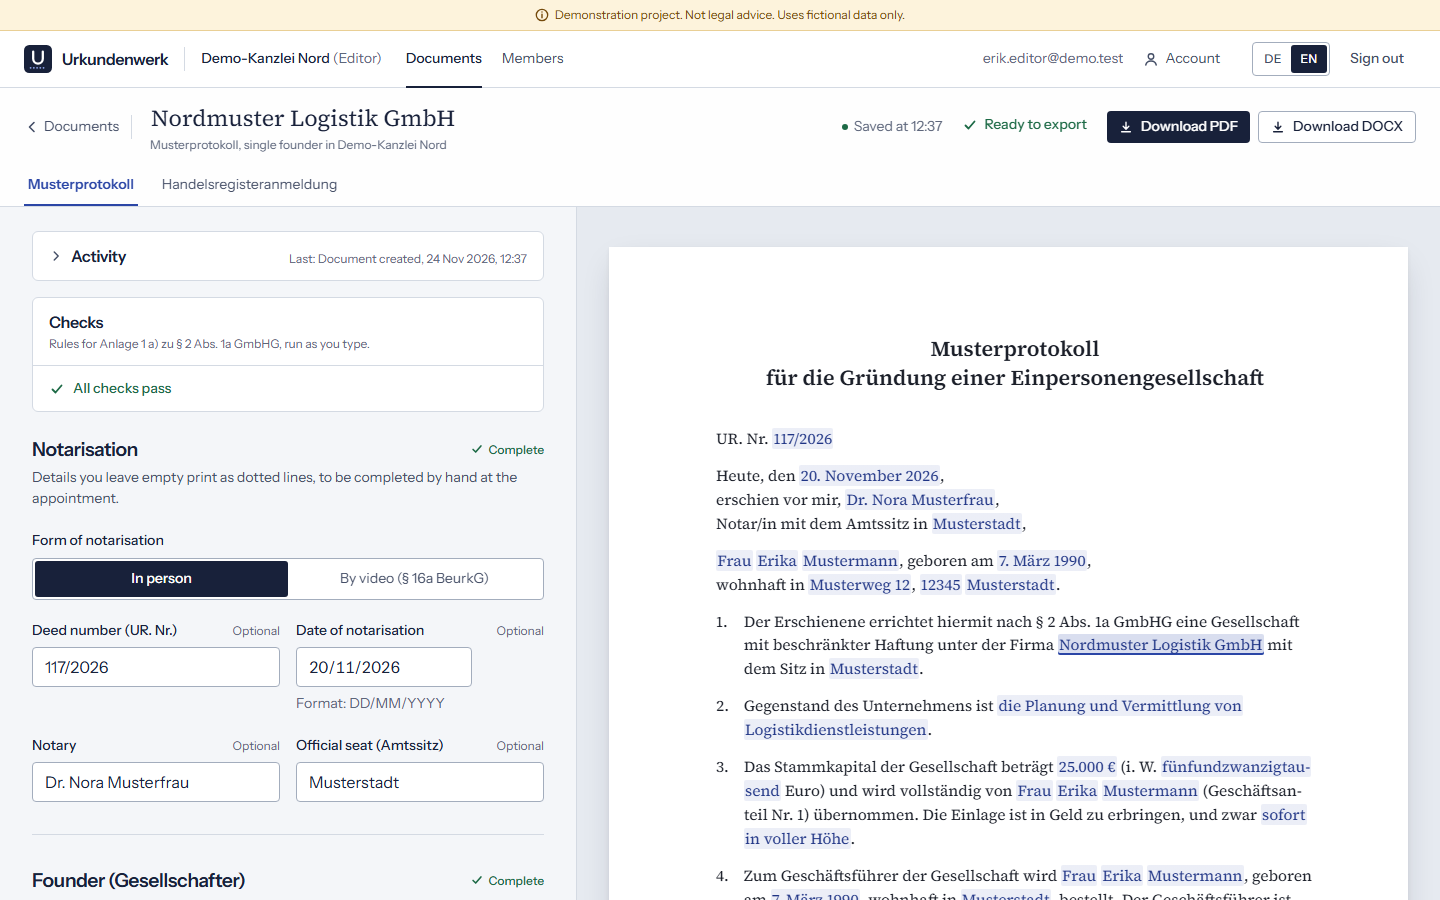 Demonstration project. Not legal advice. Uses fictional data only.
U Urkundenwerk Demo-Kanzlei Nord (Editor) Documents Members erik.editor@demo.test Account DE EN Sign out
Documents Nordmuster Logistik GmbH
Musterprotokoll, single founder in Demo-Kanzlei Nord
Saved at 12:37 Ready to export Download PDF Download DOCX
Musterprotokoll Handelsregisteranmeldung
Activity Last: Document created, 24 Nov 2026, 12:37
Checks
Rules for Anlage 1 a) zu § 2 Abs. 1a GmbHG, run as you type.
All checks pass
Notarisation Complete
Details you leave empty print as dotted lines, to be completed by hand at the
appointment.
Form of notarisation
In person By video (§ 16a BeurkG)
Deed number (UR. Nr.) Optional Date of notarisation Optional
117/2026 20/11/2026
Format: DD/MM/YYYY
Notary Optional Official seat (Amtssitz) Optional
Dr. Nora Musterfrau Musterstadt
Founder (Gesellschafter) Complete
Musterprotokoll
für die Gründung einer Einpersonengesellschaft
UR. Nr. 117/2026
Heute, den 20. November 2026,
erschien vor mir, Dr. Nora Musterfrau,
Notar/in mit dem Amtssitz in Musterstadt,
Frau Erika Mustermann, geboren am 7. März 1990,
wohnhaft in Musterweg 12, 12345 Musterstadt.
1. Der Erschienene errichtet hiermit nach § 2 Abs. 1a GmbHG eine Gesellschaft
mit beschränkter Haftung unter der Firma Nordmuster Logistik GmbH mit
dem Sitz in Musterstadt.
2. Gegenstand des Unternehmens ist die Planung und Vermittlung von
Logistikdienstleistungen.
3. Das Stammkapital der Gesellschaft beträgt 25.000 € (i. W. fünfundzwanzigtau-
send Euro) und wird vollständig von Frau Erika Mustermann (Geschäftsan-
teil Nr. 1) übernommen. Die Einlage ist in Geld zu erbringen, und zwar sofort
in voller Höhe.
4. Zum Geschäftsführer der Gesellschaft wird Frau Erika Mustermann, geboren
am 7. März 1990, wohnhaft in Musterstadt, bestellt. Der Geschäftsführer ist